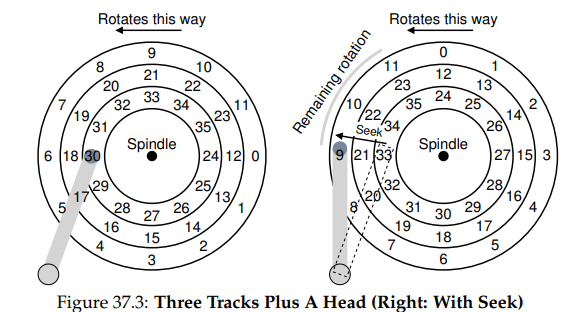 Rotates this way
9
8 10
21
20 22
7 32 33 34 11
19 23
31 35
Spindle
6 18 30 24 12 0
29 25
17 13
5 28 27 26 1
16 14
4 15 2
3
Rotates this way
Remaining rotation
0
11 1
12
23 13
10 35 24 25 2
22 14
34 26
Seek
Spindle
9 21 33 27 15 3
32 28
20 16
8 31 30 29 4
19 17
7 18 5
6
Figure 37.3: Three Tracks Plus A Head (Right: With Seek)